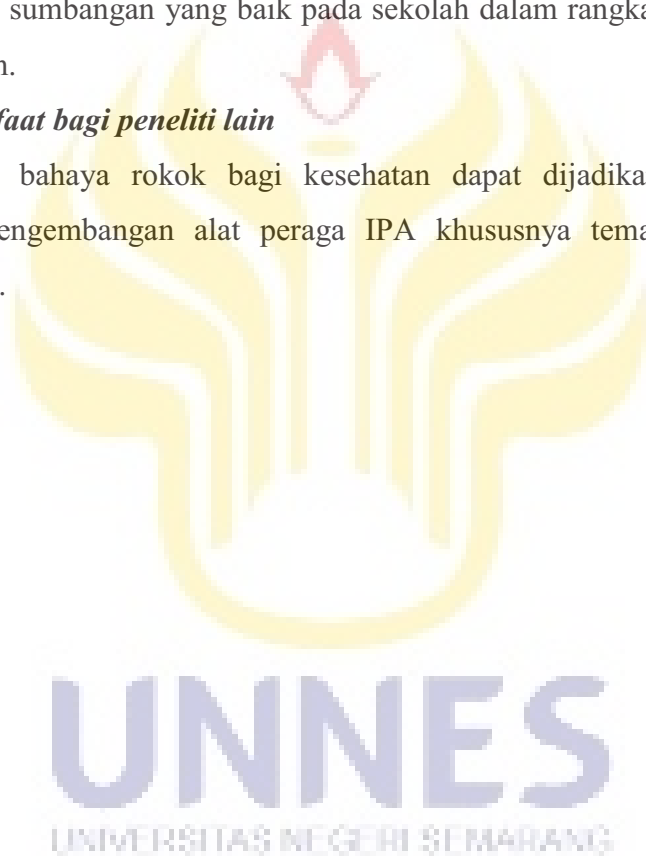 sumbangan yang baik pada sekolah dalam rangka
n.
faat bagi peneliti lain
bahaya rokok bagi kesehatan dapat dijadika
engembangan alat peraga IPA khususnya tema
.
UNNES
UNIVERSITAS NEGERI SEMARANG